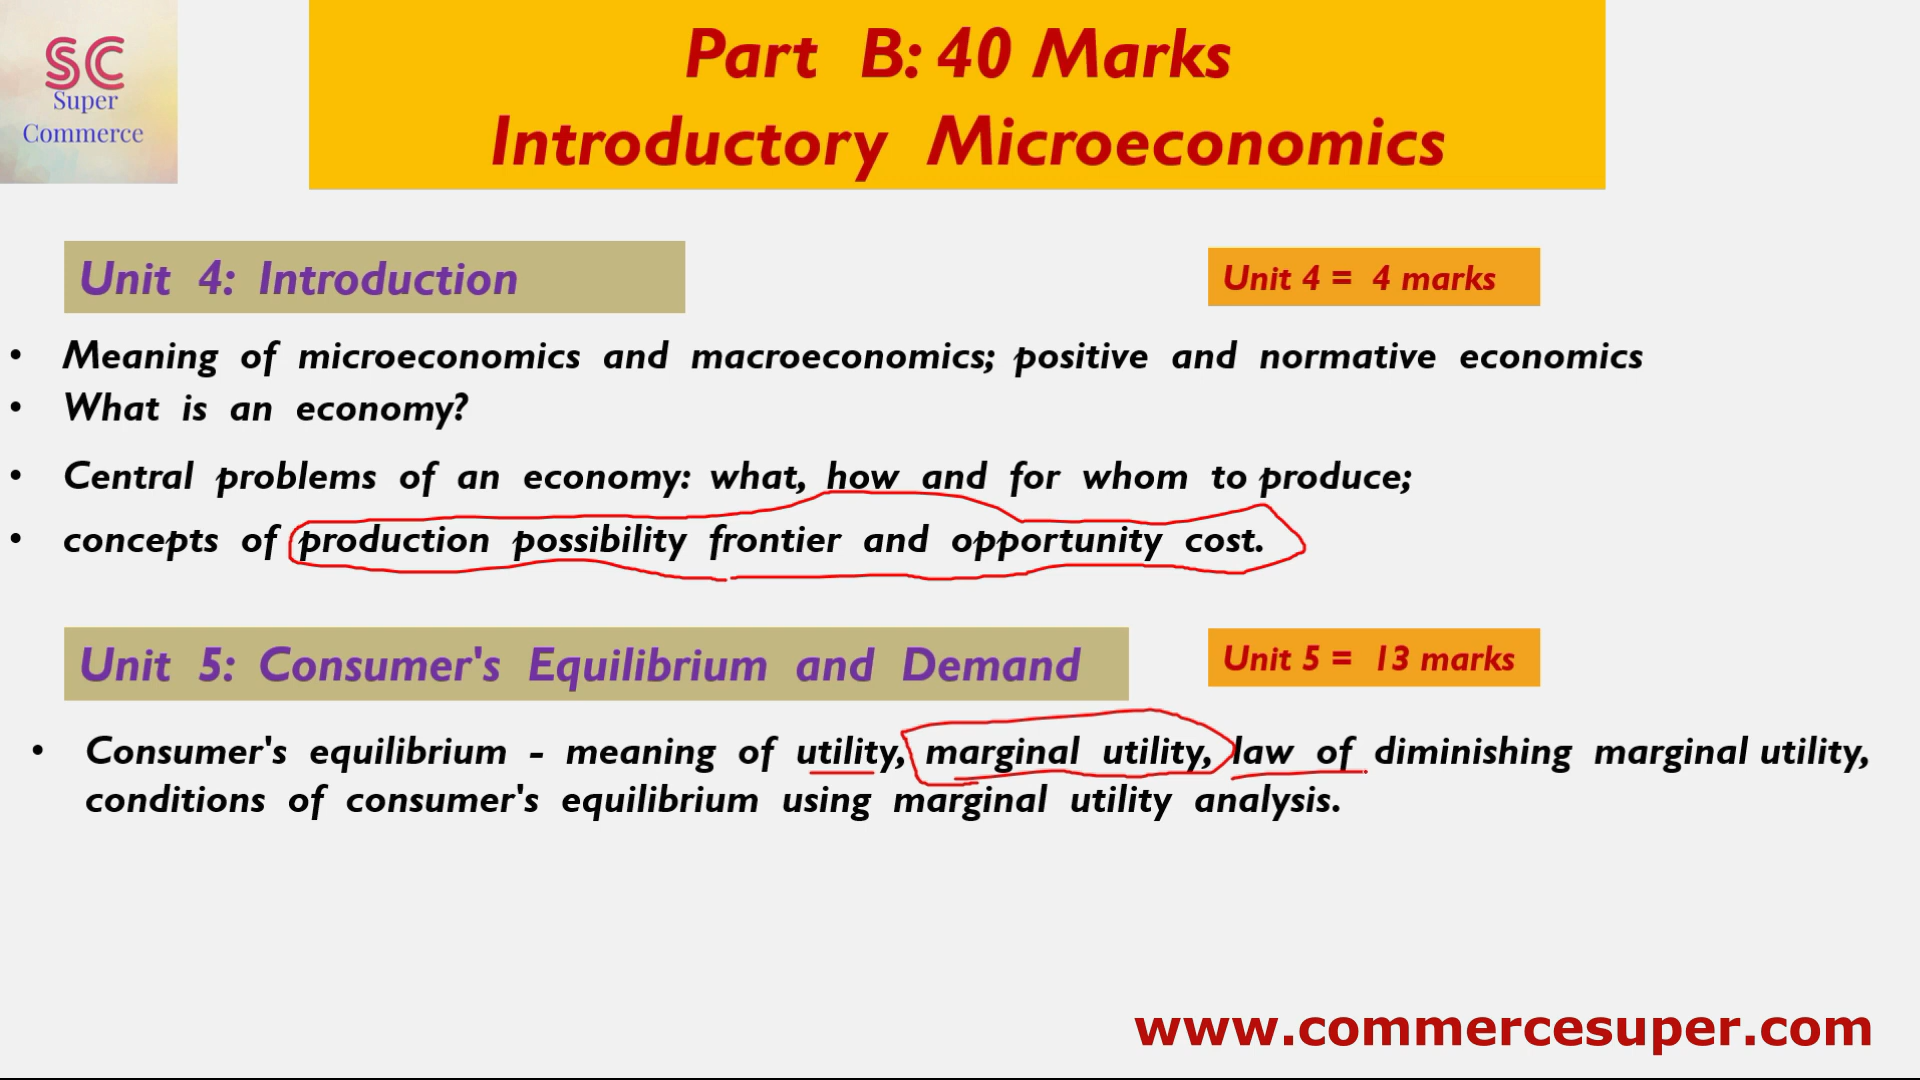 SC
Super
Commerce
Part B: 40 Marks
Introductory Microeconomics
Unit 4: Introduction
Unit 4 = 4 marks
• Meaning of microeconomics and macroeconomics; positive and normative economics
• What is an economy?
• Central problems of an economy: what, how and for whom to produce;
• concepts of production possibility frontier and opportunity cost.
Unit 5: Consumer's Equilibrium and Demand
Unit 5 = 13 marks
• Consumer's equilibrium - meaning of utility, marginal utility, law of diminishing marginal utility,
conditions of consumer's equilibrium using marginal utility analysis.
www.commercesuper.com